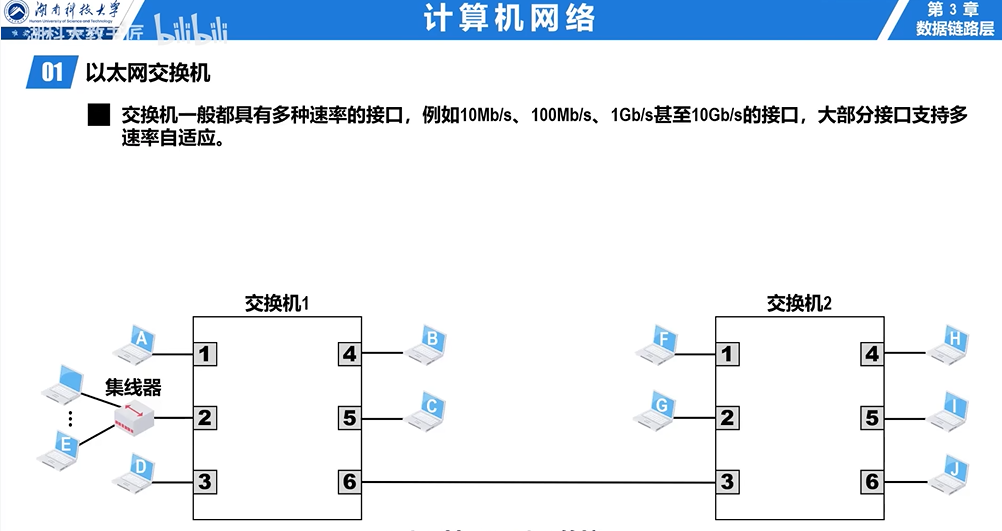 湖南科技大学
Hunan University of Science and Technology
湖科大教书匠 bilibili
计算机网络
第 3 章
数据链路层
01 以太网交换机
交换机一般都具有多种速率的接口，例如10Mb/s、100Mb/s、1Gb/s甚至10Gb/s的接口，大部分接口支持多
速率自适应。
交换机1 交换机2
A 1 4 B F 1 4 H
集线器
2 5 C G 2 5 I
E
D 3 6 3 6 J